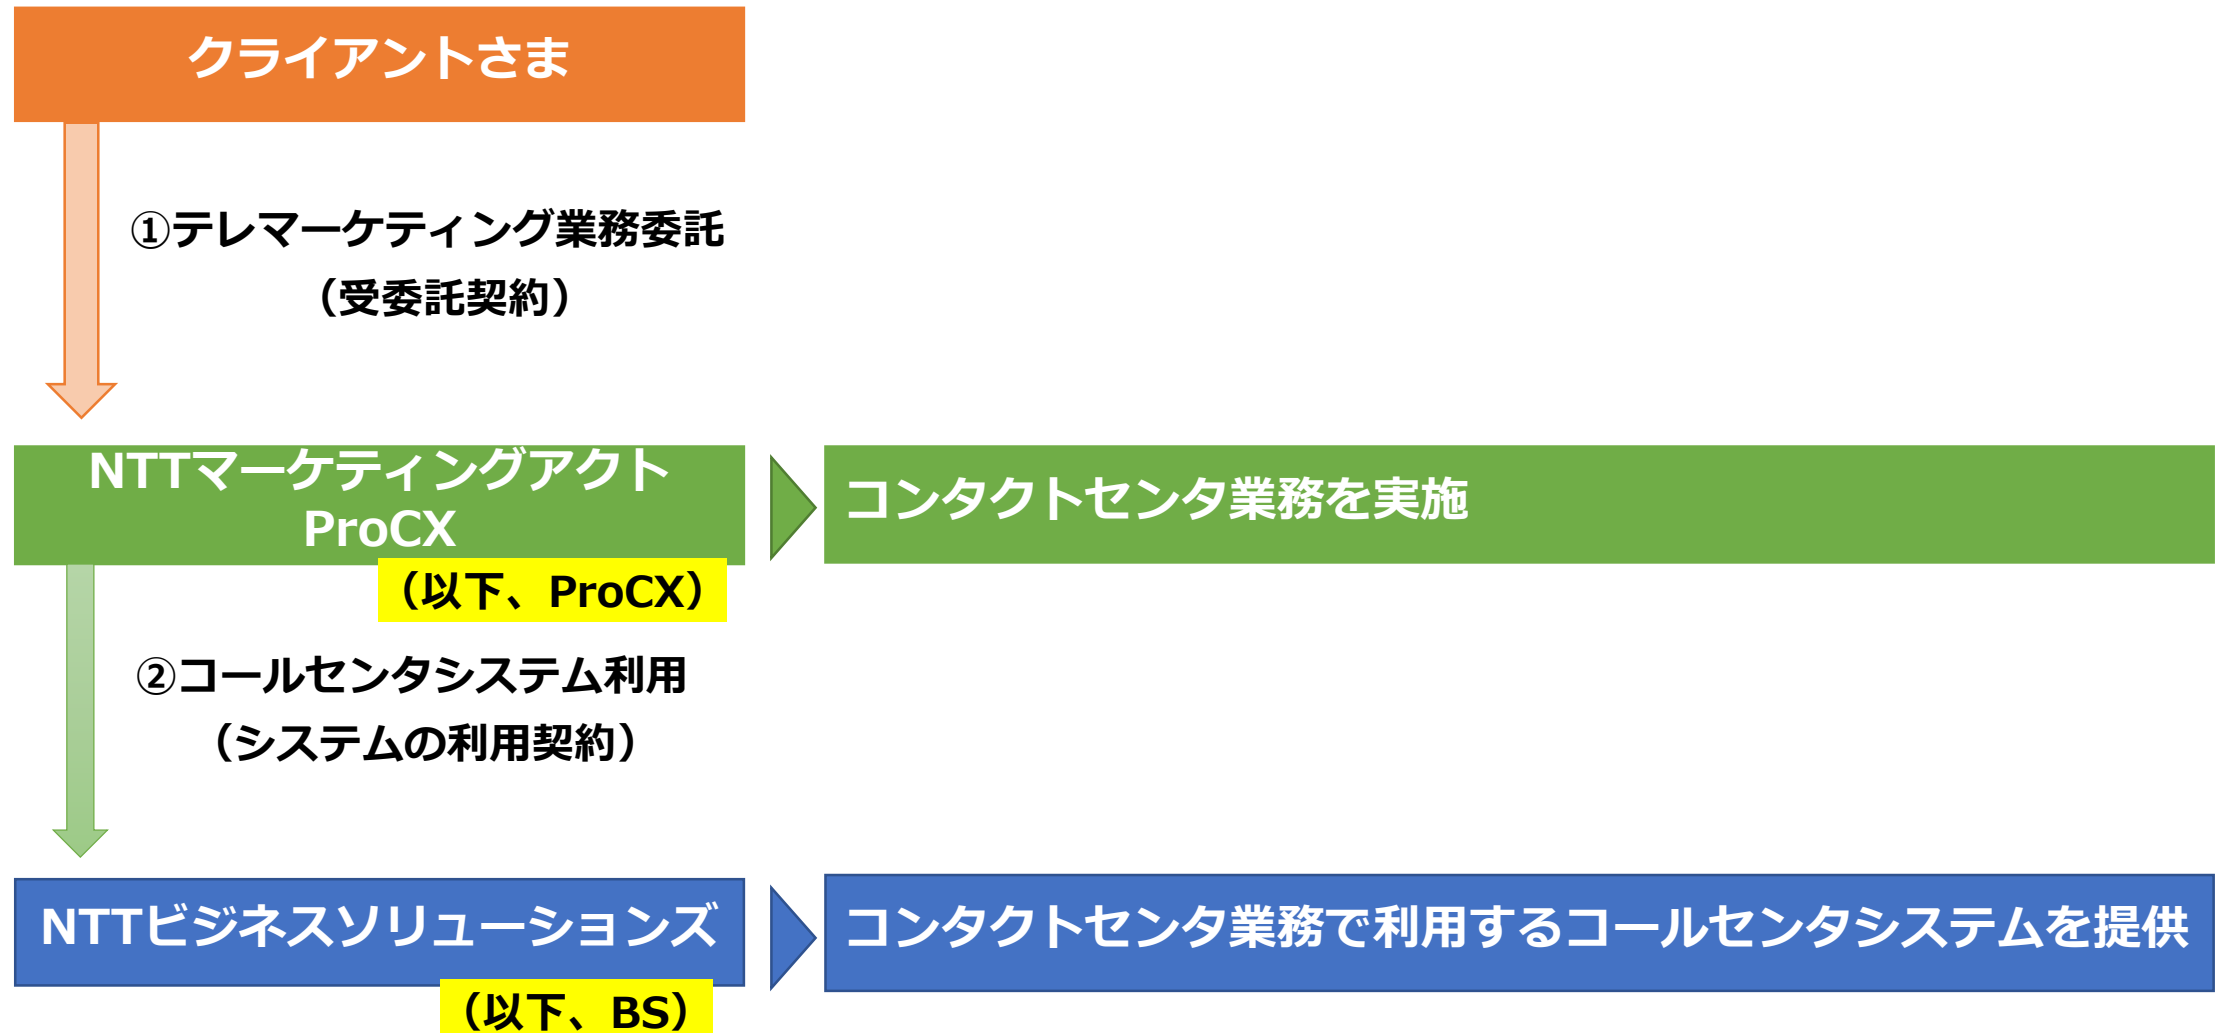 クライアントさま
①テレマーケティング業務委託
（受委託契約）
NTTマーケティングアクト
ProCX
コンタクトセンタ業務を実施
（以下、ProCX）
②コールセンタシステム利用
（システムの利用契約）
NTTビジネスソリューションズ
コンタクトセンタ業務で利用するコールセンタシステムを提供
（以下、BS）